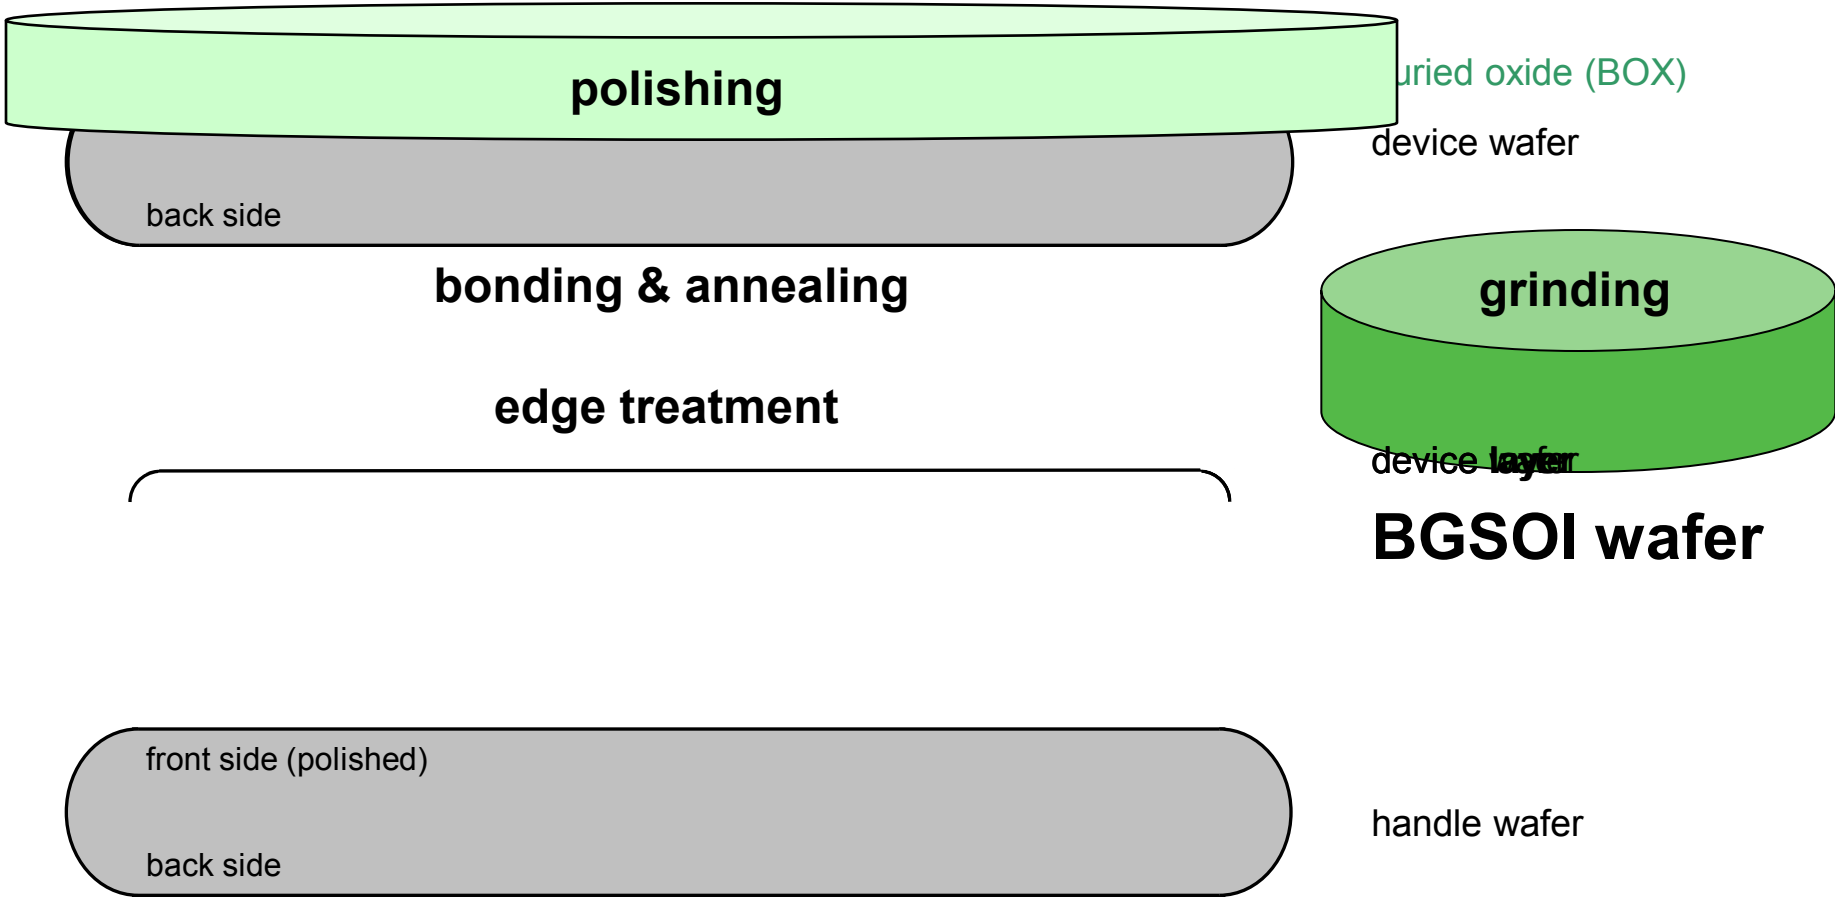 polishing
uried oxide (BOX)
device wafer
back side
bonding & annealing
grinding
edge treatment
device
BGSOI wafer
front side (polished)
handle wafer
back side